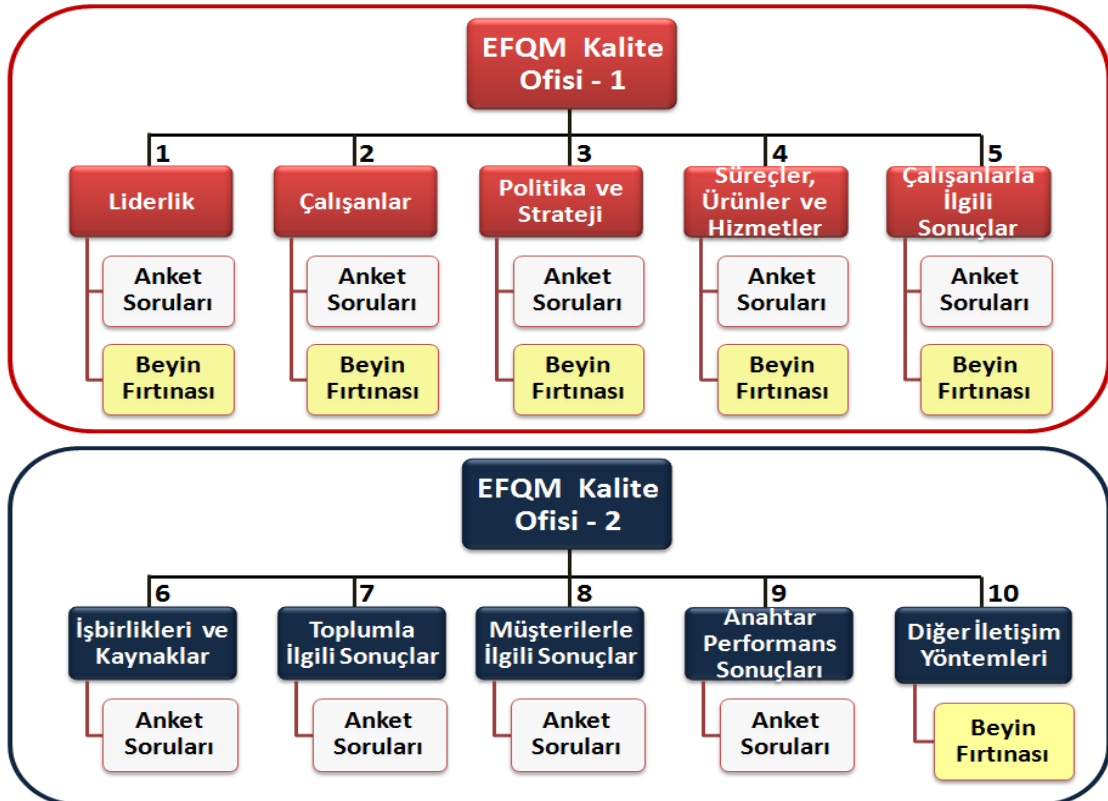 EFQM Kalite
Ofisi - 1
1
2
3
4
5
Liderlik
Çalışanlar
Politika ve
Strateji
Süreçler,
Ürünler ve
Hizmetler
Çalışanlarla
İlgili
Sonuçlar
Anket
Soruları
Anket
Soruları
Anket
Soruları
Anket
Soruları
Anket
Soruları
Beyin
Fırtınası
Beyin
Fırtınası
Beyin
Fırtınası
Beyin
Fırtınası
Beyin
Fırtınası
EFQM Kalite
Ofisi - 2
6
7
8
9
10
İşbirlikleri ve
Kaynaklar
Toplumla
İlgili Sonuçlar
Müşterilerle
İlgili Sonuçlar
Anahtar
Performans
Sonuçları
Diğer İletişim
Yöntemleri
Anket
Soruları
Anket
Soruları
Anket
Soruları
Anket
Soruları
Beyin
Fırtınası